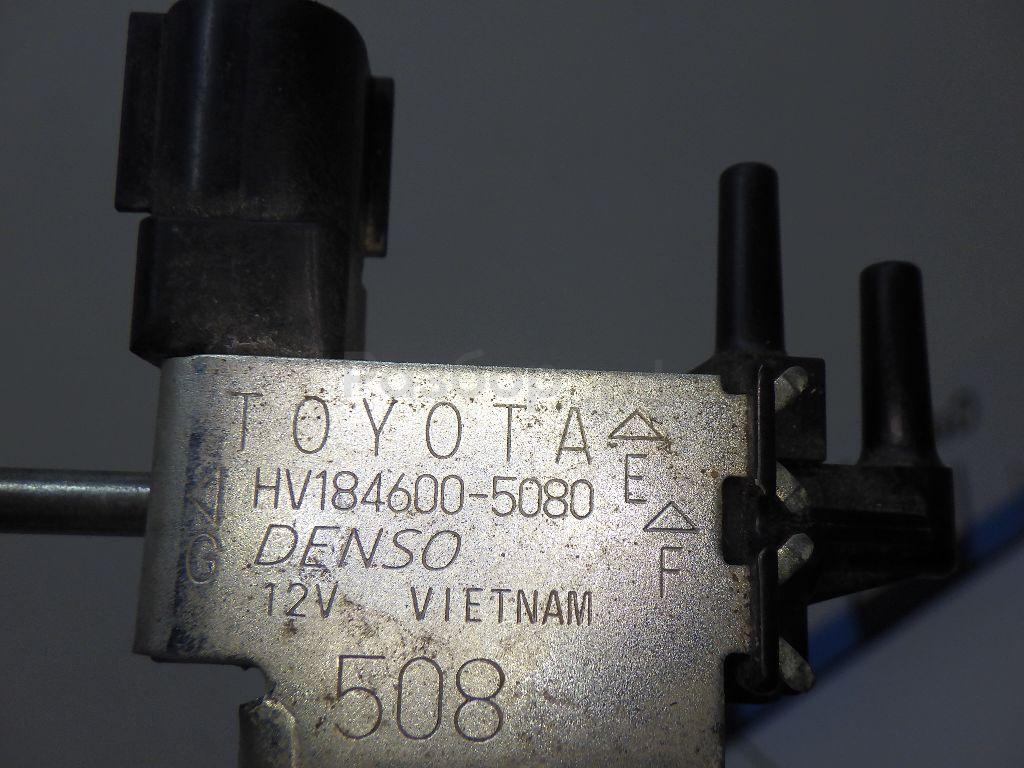 TOYOTA
HV184600-5080
DENSO
12V VIETNAM
508
E
F
G